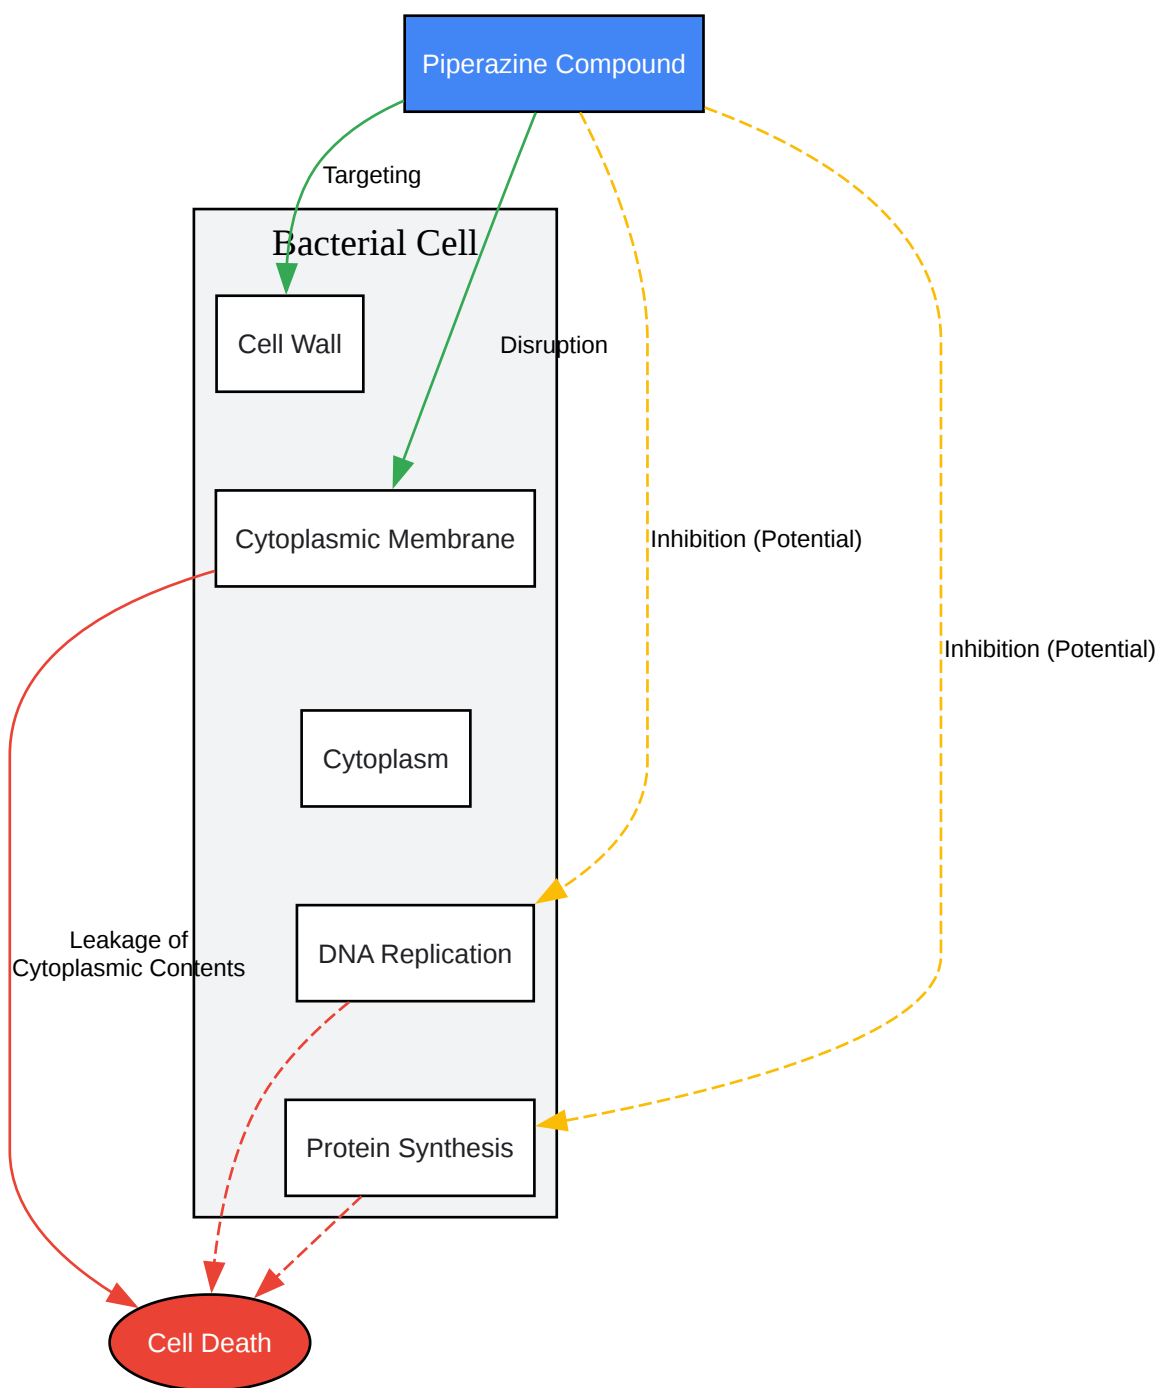 Piperazine Compound
Targeting
Bacterial Cell
Cell Wall
Disruption
Cytoplasmic Membrane
Inhibition (Potential)
Inhibition (Potential)
Cytoplasm
Leakage of
Cytoplasmic Contents
DNA Replication
Protein Synthesis
Cell Death